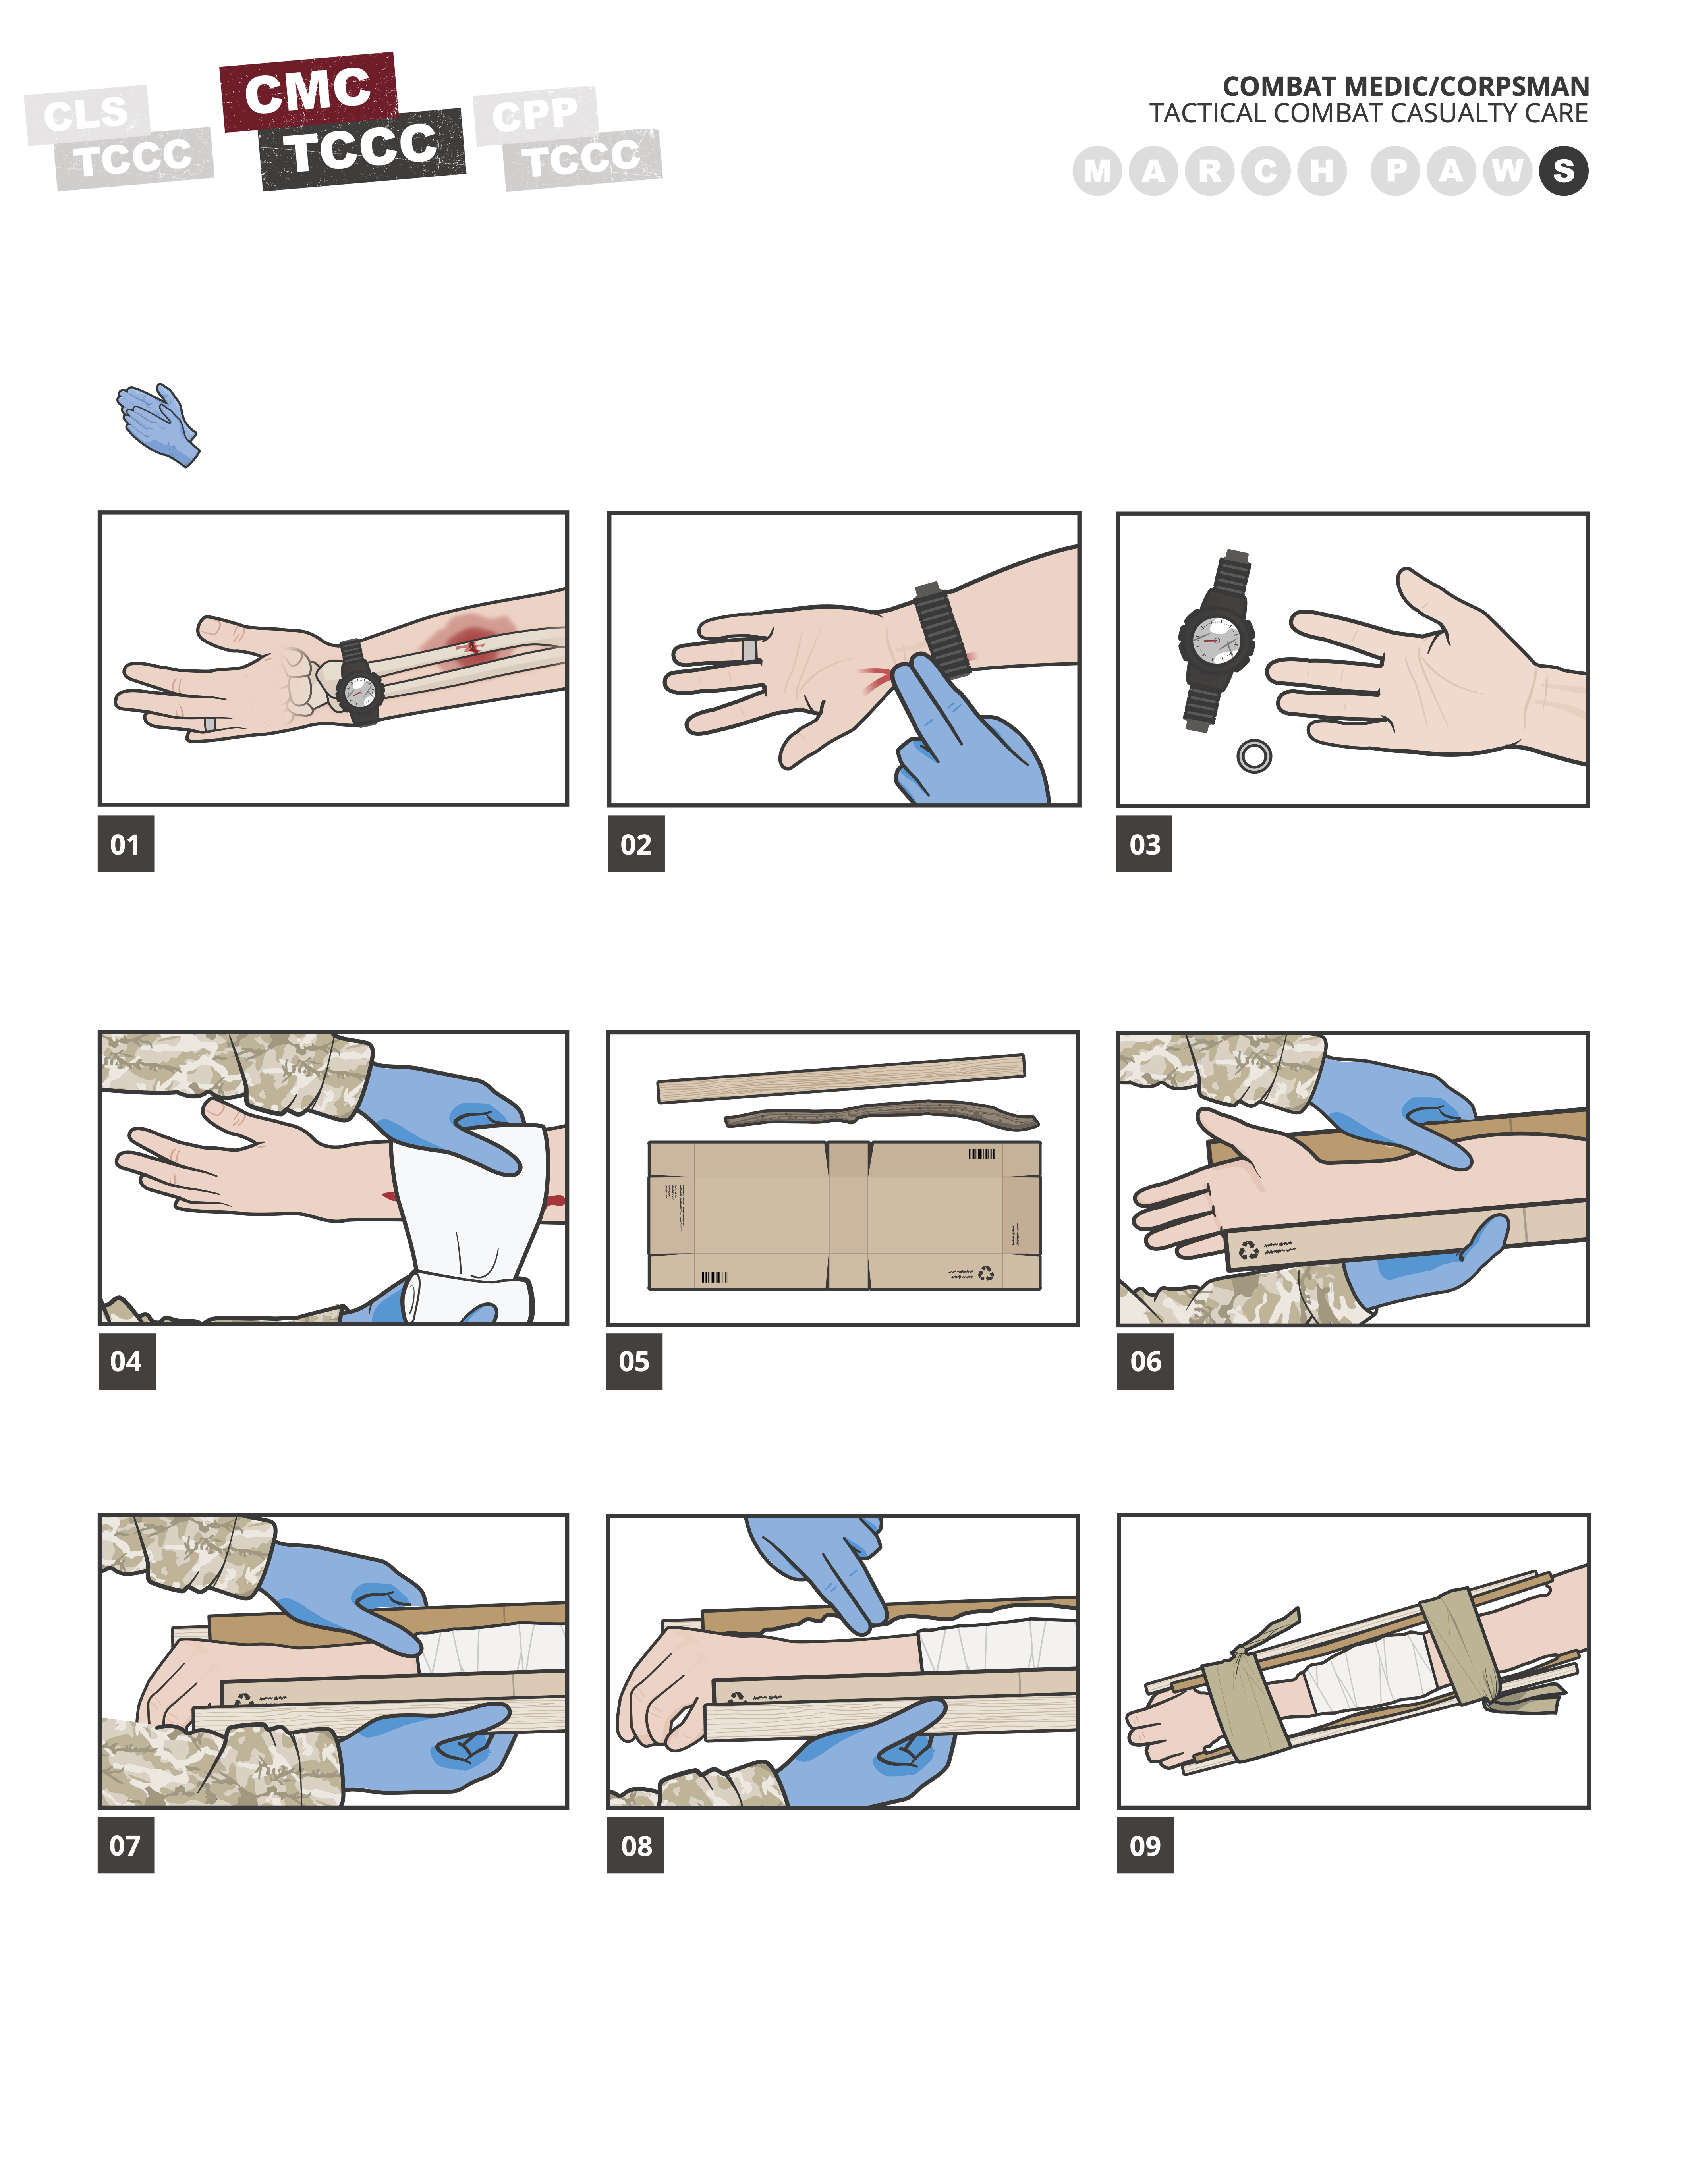 CLS
TCCC
CMC
TCCC
CPP
TCCC
COMBAT MEDIC/CORPSMAN
TACTICAL COMBAT CASUALTY CARE
M A R C H P A W S
01
02
03
04
05
06
07
08
09